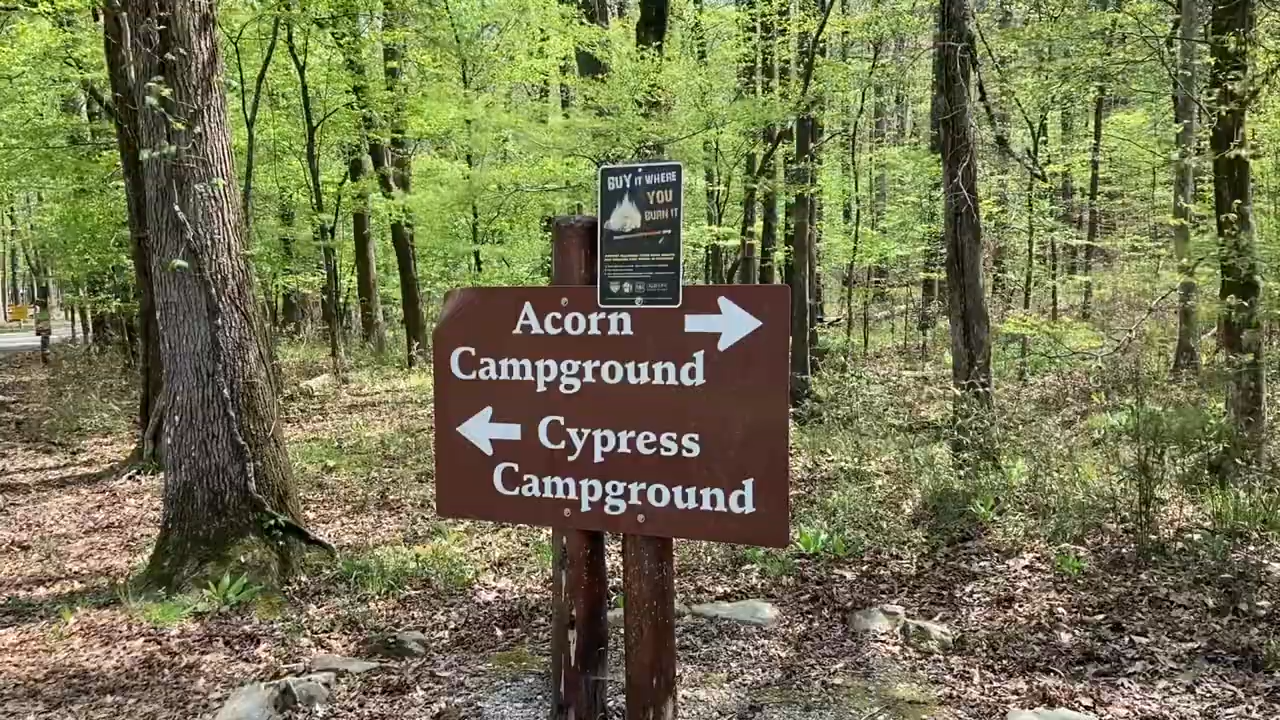 BUY IT WHERE
YOU
BURN IT
Acorn
Campground
Cypress
Campground